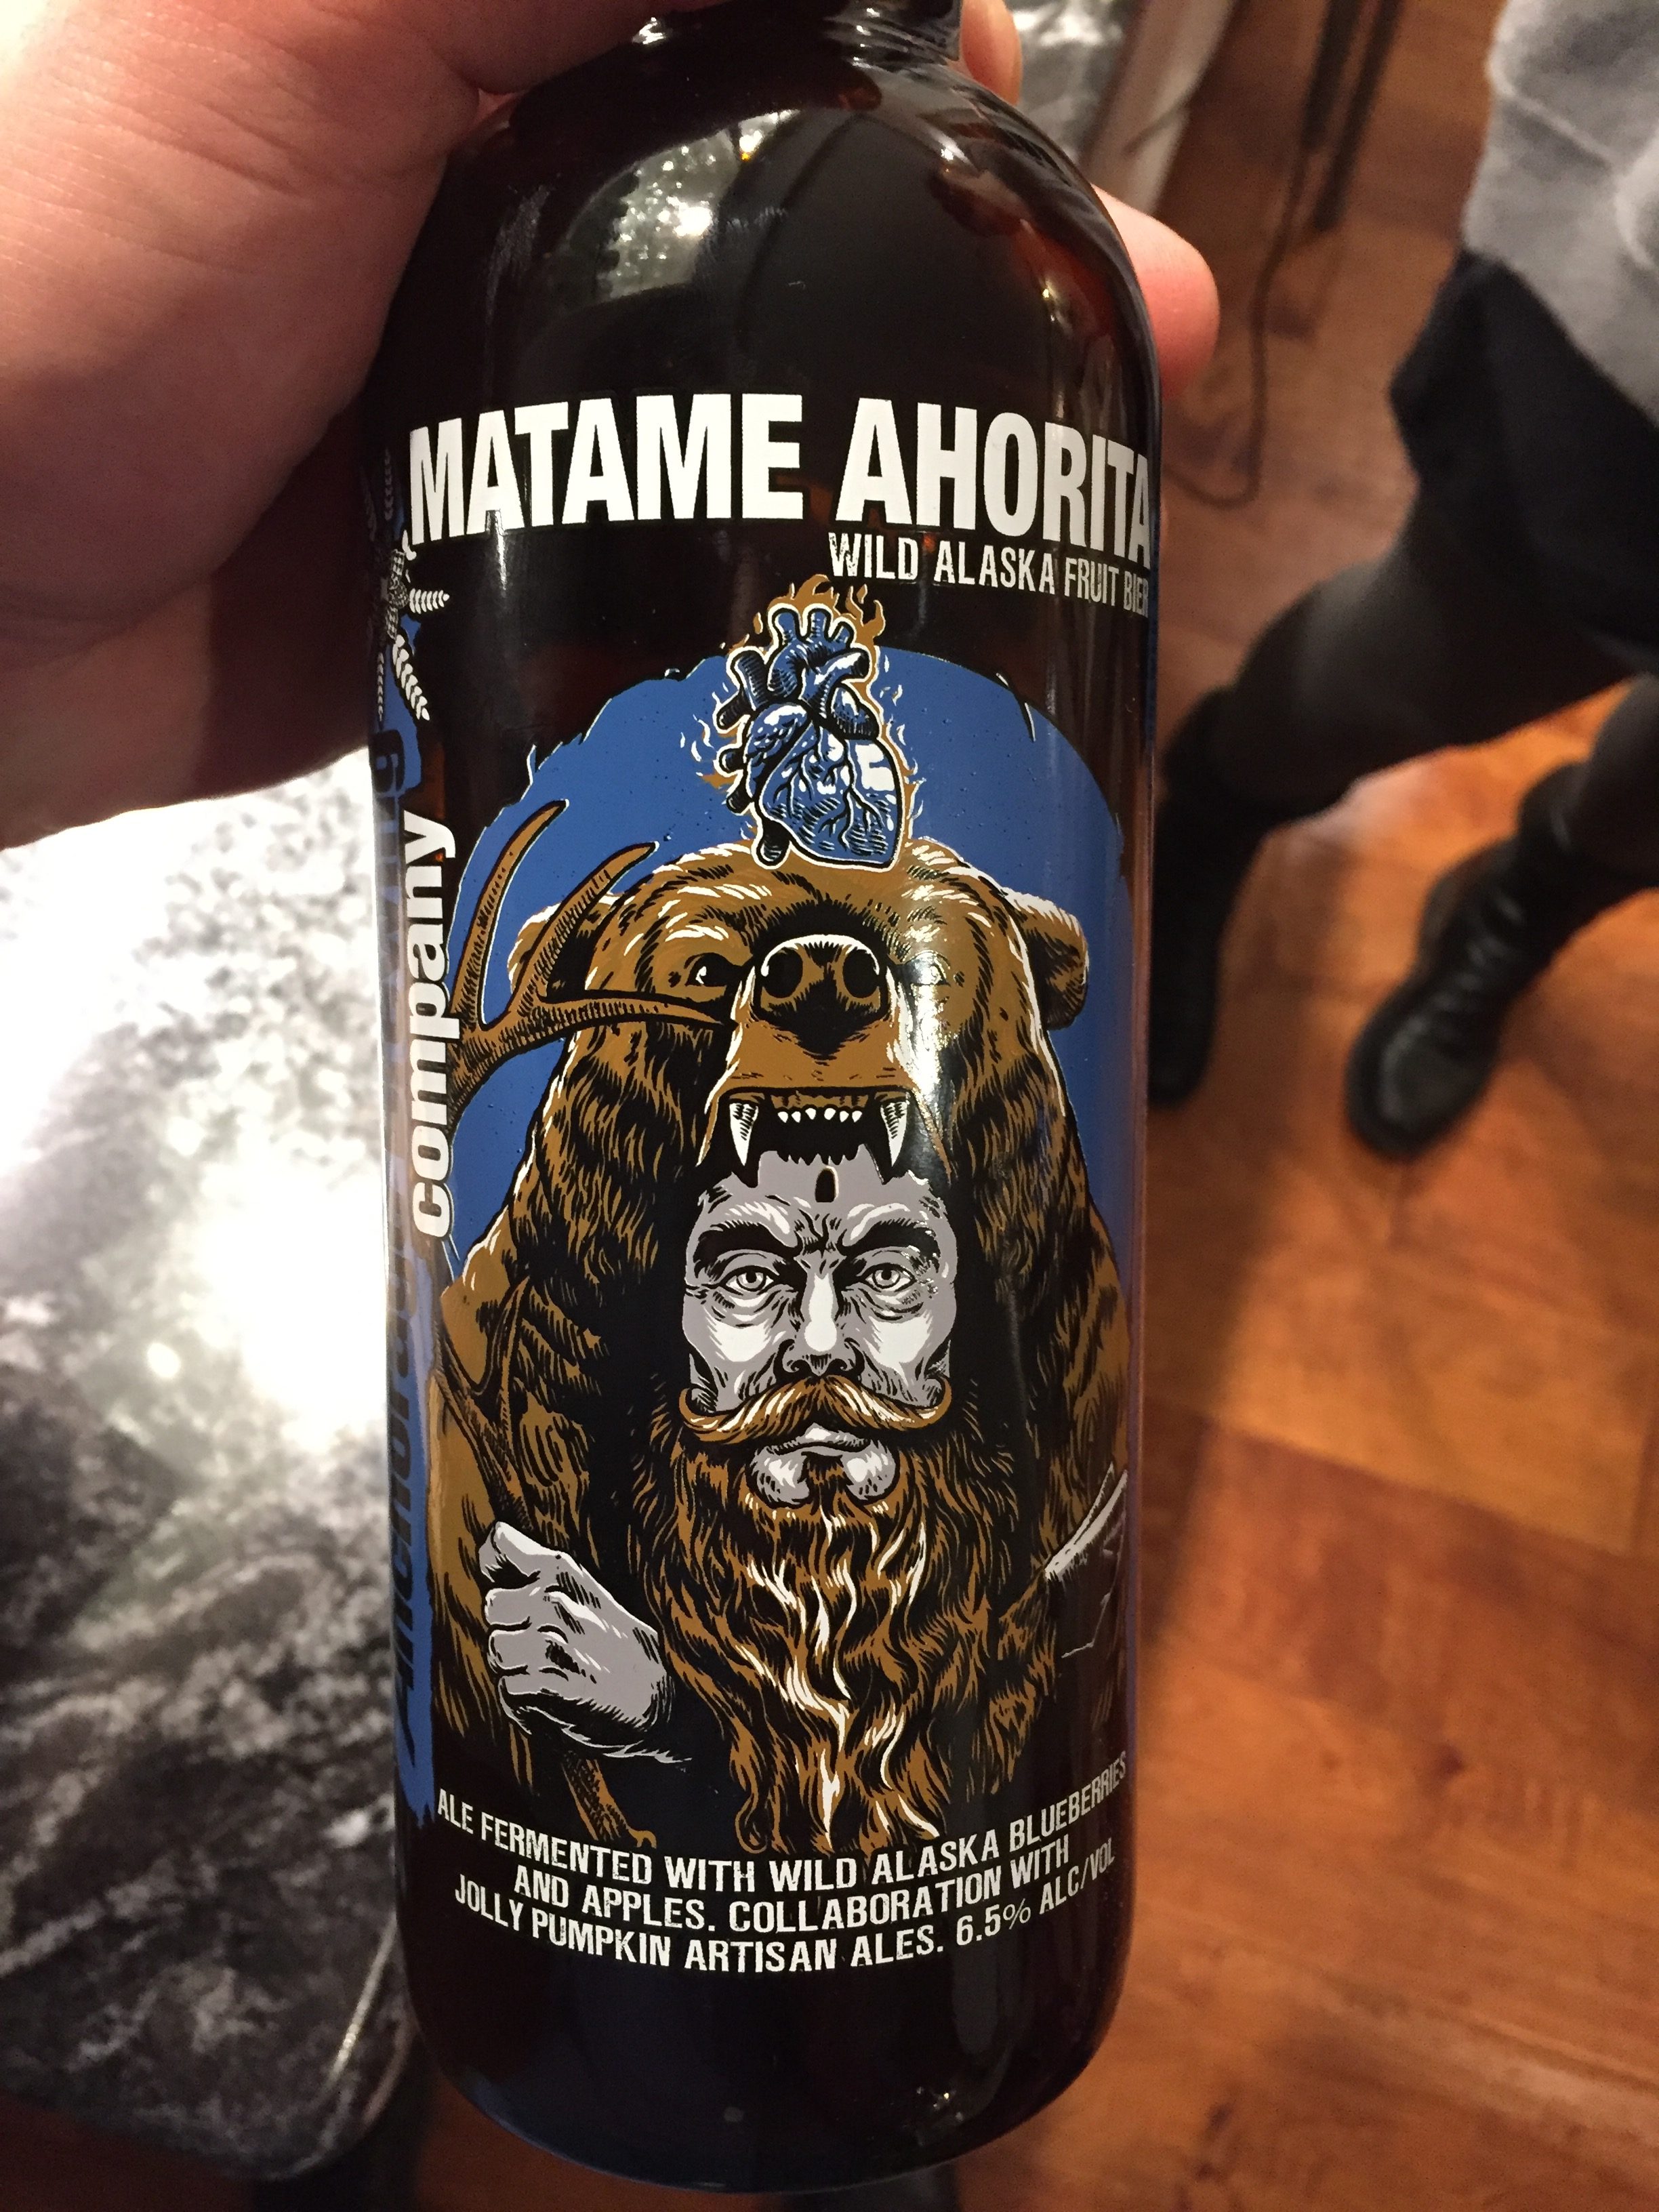 MATAME AHORITA
WILD ALASKA FRUIT BIER
Anchorage
company
ALE FERMENTED WITH WILD ALASKA BLUEBERRIES
AND APPLES. COLLABORATION WITH
JOLLY PUMPKIN ARTISAN ALES. 6.5% ALC/VOL